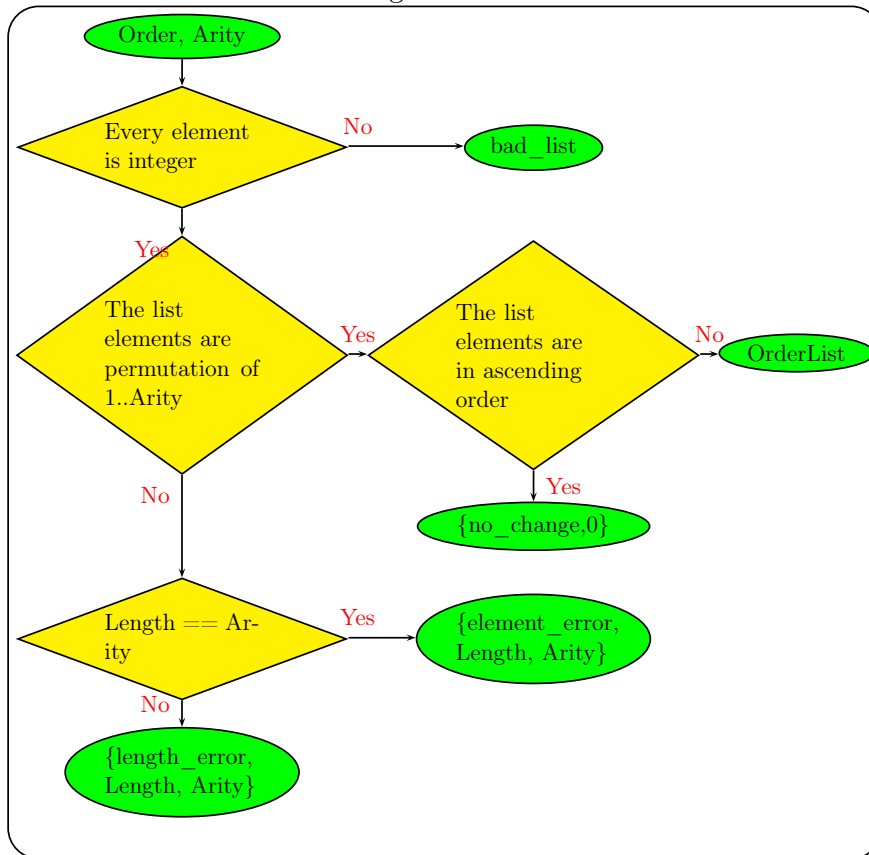 Order, Arity
Every element
is integer
No
bad_list
Yes
The list
elements are
permutation of
1..Arity
Yes
The list
elements are
in ascending
order
No
OrderList
No
Yes
{no_change,0}
Length == Ar-
ity
Yes
{element_error,
Length, Arity}
No
{length_error,
Length, Arity}